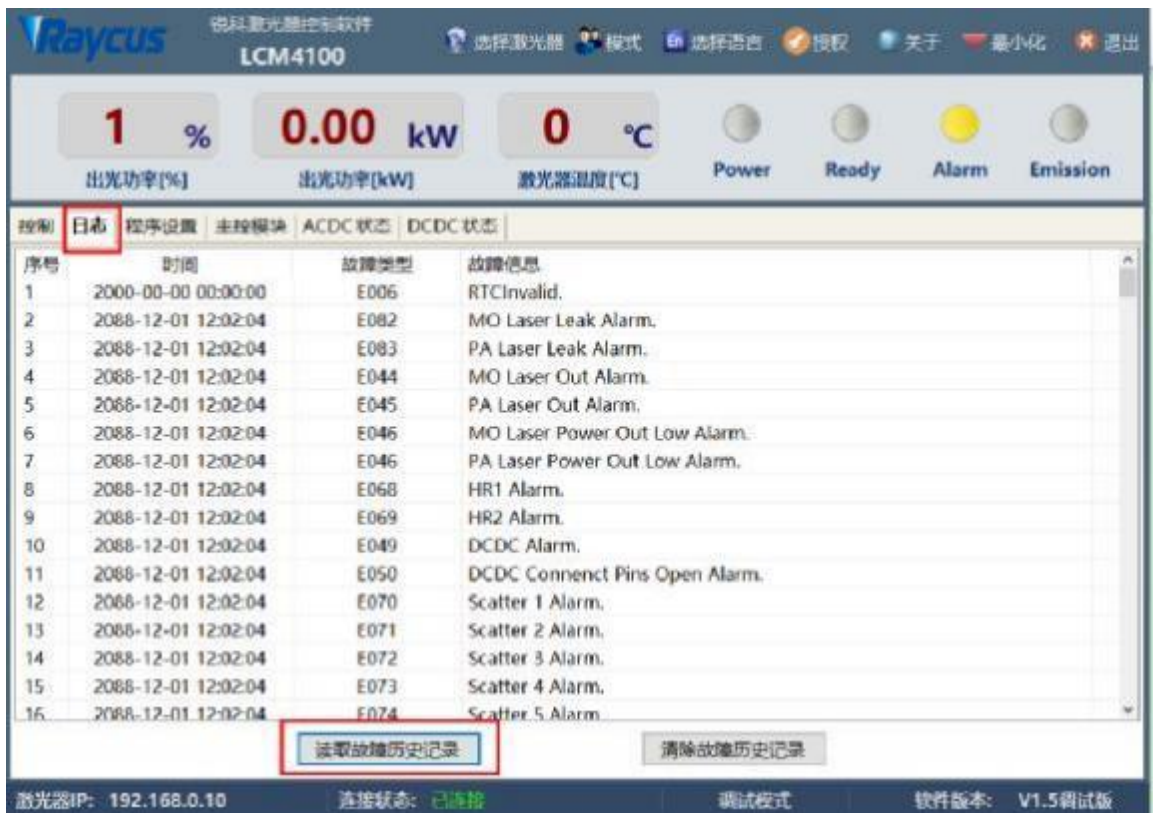 Raycus 锐科激光器控制软件 LCM4100 选择激光器 模式 En 选择语言 授权 关于 最小化 退出
1 % 0.00 kW 0 ℃
出光功率[%] 出光功率[kW] 激光器温度[℃] Power Ready Alarm Emission
控制 日志 程序设置 主控模块 ACDC 状态 DCDC 状态
序号 时间 故障类型 故障信息
1 2000-00-00 00:00:00 E006 RTCInvalid.
2 2088-12-01 12:02:04 E082 MO Laser Leak Alarm.
3 2088-12-01 12:02:04 E083 PA Laser Leak Alarm.
4 2088-12-01 12:02:04 E044 MO Laser Out Alarm.
5 2088-12-01 12:02:04 E045 PA Laser Out Alarm.
6 2088-12-01 12:02:04 E046 MO Laser Power Out Low Alarm.
7 2088-12-01 12:02:04 E046 PA Laser Power Out Low Alarm.
8 2088-12-01 12:02:04 E068 HR1 Alarm.
9 2088-12-01 12:02:04 E069 HR2 Alarm.
10 2088-12-01 12:02:04 E049 DCDC Alarm.
11 2088-12-01 12:02:04 E050 DCDC Connenct Pins Open Alarm.
12 2088-12-01 12:02:04 E070 Scatter 1 Alarm.
13 2088-12-01 12:02:04 E071 Scatter 2 Alarm.
14 2088-12-01 12:02:04 E072 Scatter 3 Alarm.
15 2088-12-01 12:02:04 E073 Scatter 4 Alarm.
16 2088-12-01 12:02:04 E074 Scatter 5 Alarm
读取故障历史记录 清除故障历史记录
激光器IP: 192.168.0.10 连接状态: 已连接 调试模式 软件版本: V1.5调试版